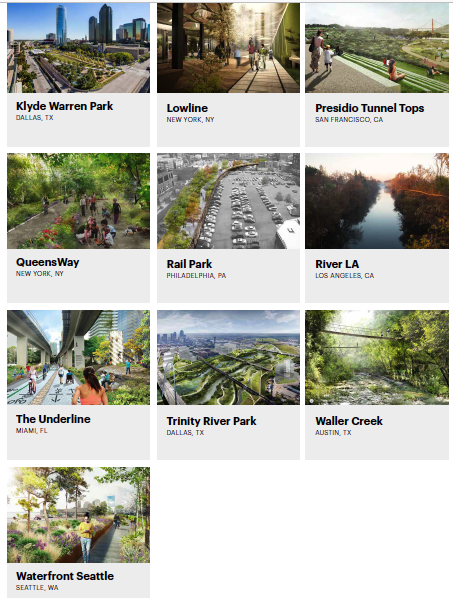 Klyde Warren Park
DALLAS, TX
Lowline
NEW YORK, NY
Presidio Tunnel Tops
SAN FRANCISCO, CA
QueensWay
NEW YORK, NY
Rail Park
PHILADELPHIA, PA
River LA
LOS ANGELES, CA
The Underline
MIAMI, FL
Trinity River Park
DALLAS, TX
Waller Creek
AUSTIN, TX
Waterfront Seattle
SEATTLE, WA